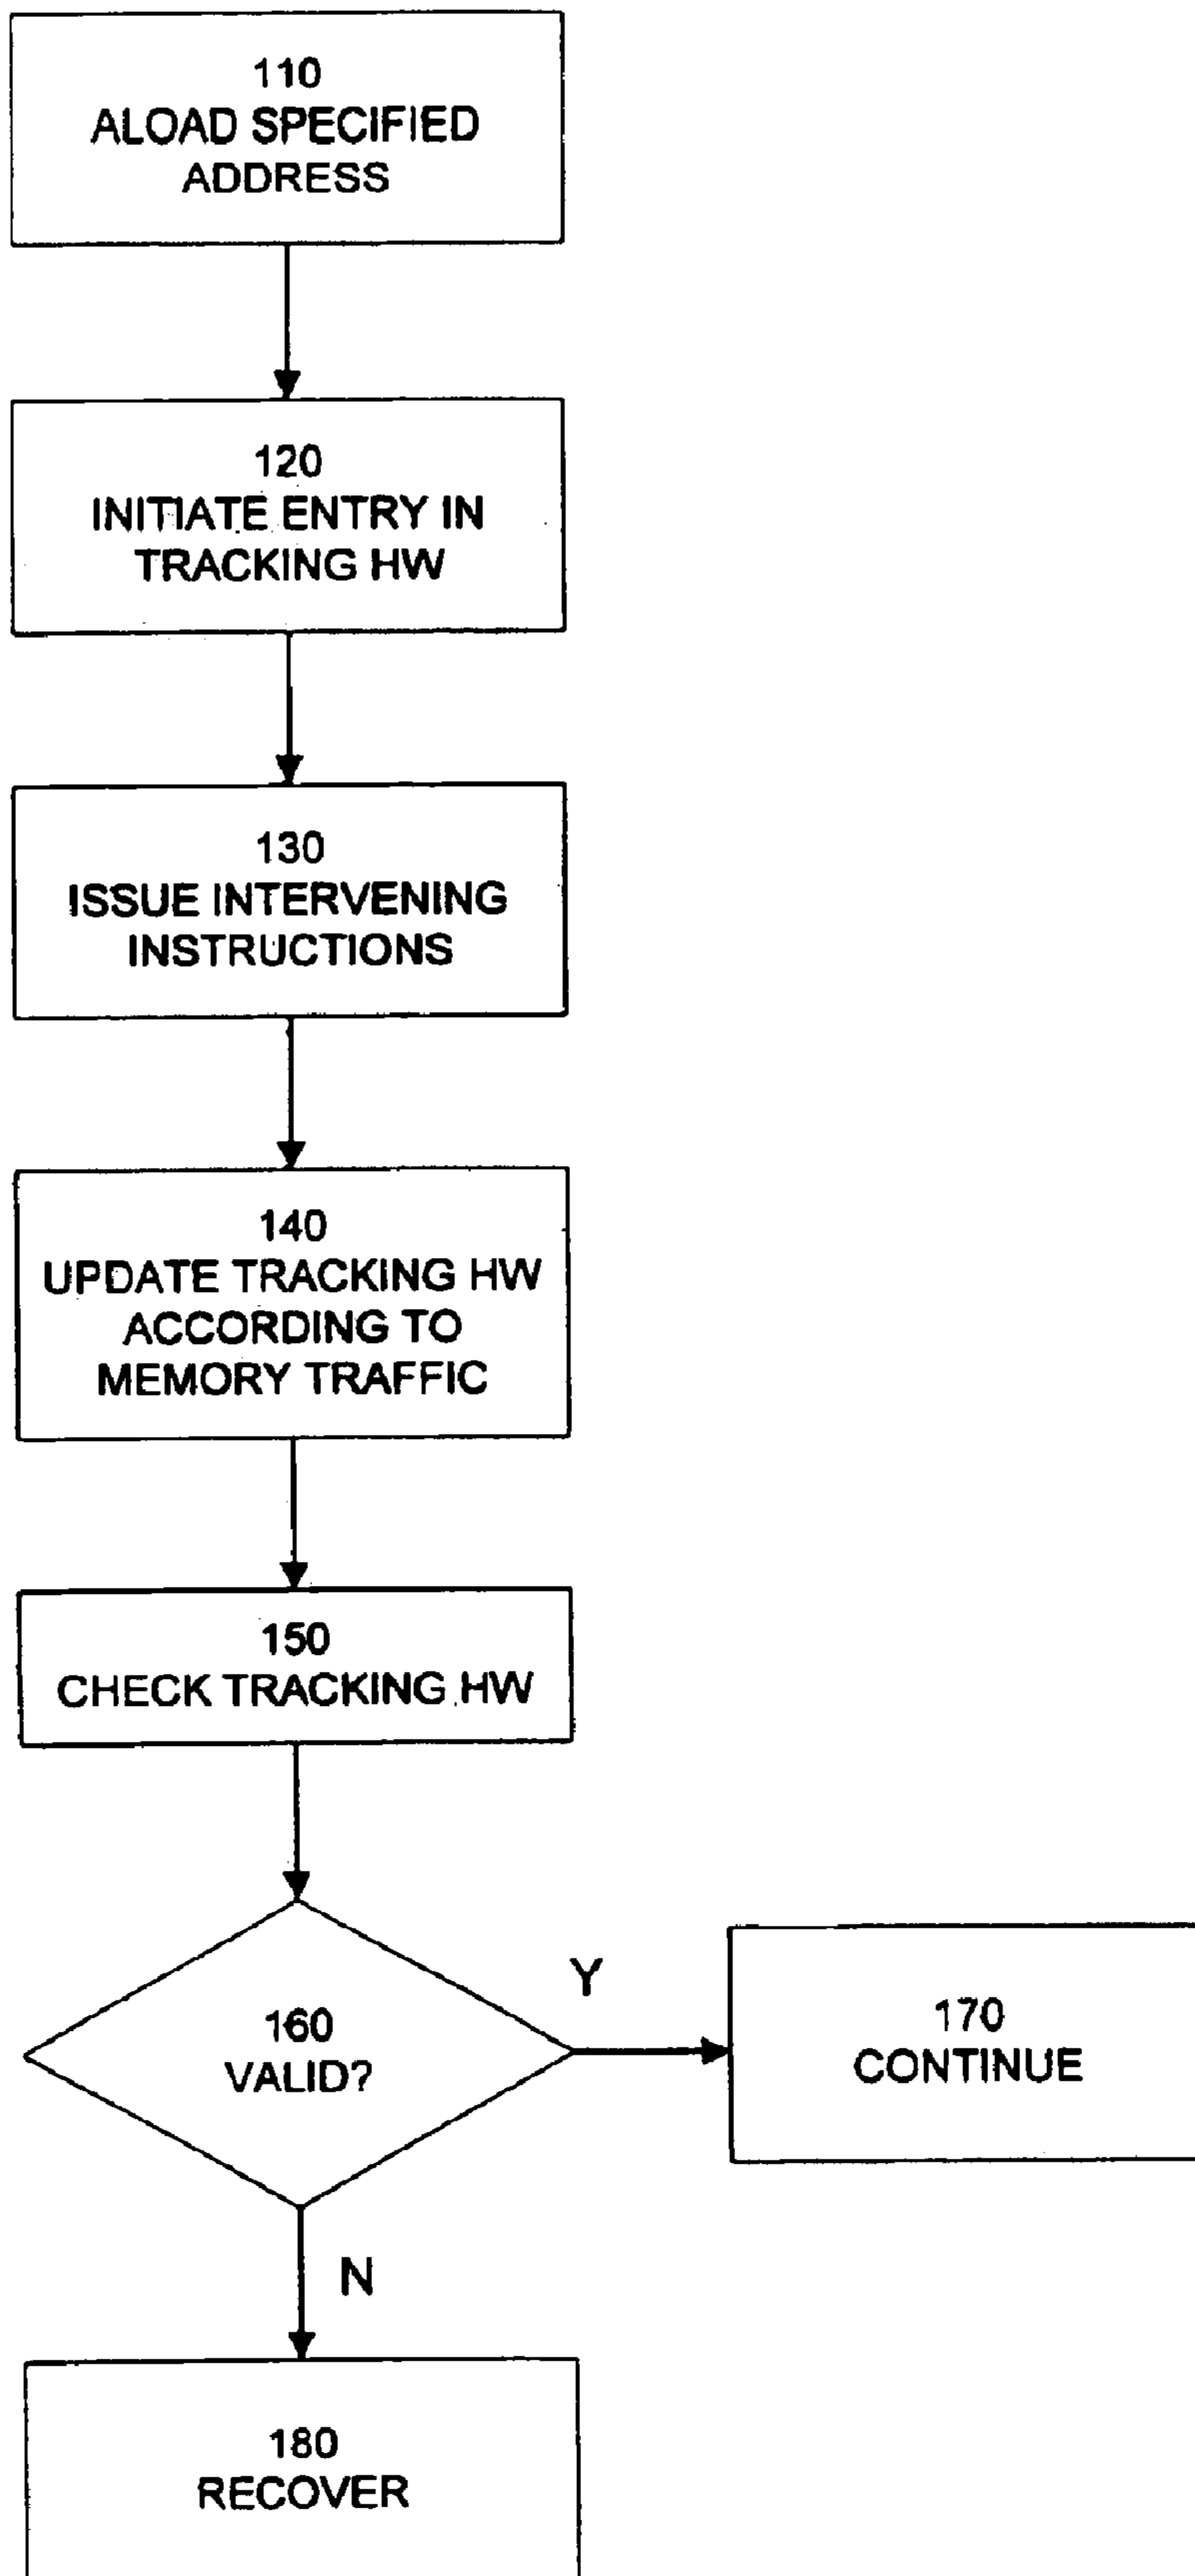 110
ALOAD SPECIFIED
ADDRESS
120
INITIATE ENTRY IN
TRACKING HW
130
ISSUE INTERVENING
INSTRUCTIONS
140
UPDATE TRACKING HW
ACCORDING TO
MEMORY TRAFFIC
150
CHECK TRACKING HW
160
VALID?
Y
170
CONTINUE
N
180
RECOVER